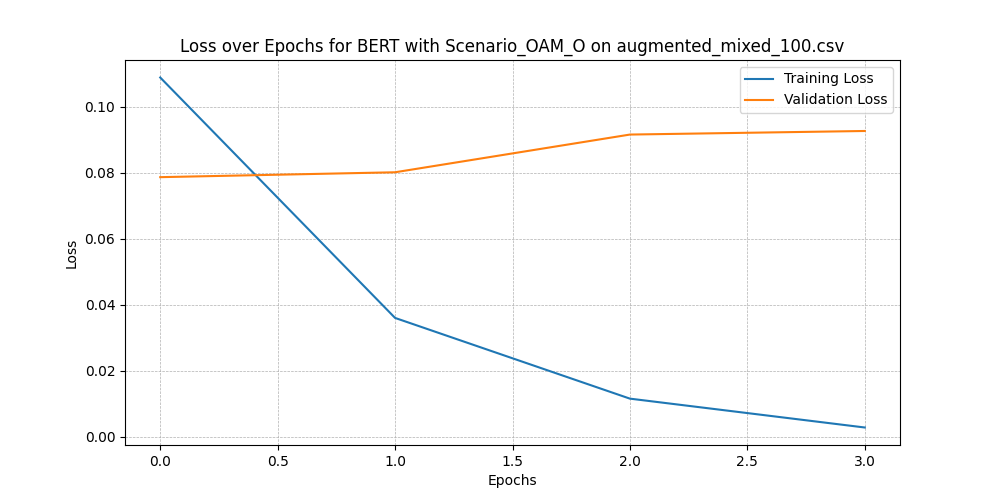 Loss over Epochs for BERT with Scenario_OAM_O on augmented_mixed_100.csv
Training Loss
Validation Loss
0.10
0.08
0.06
0.04
0.02
0.00
Loss
0.0
0.5
1.0
1.5
2.0
2.5
3.0
Epochs